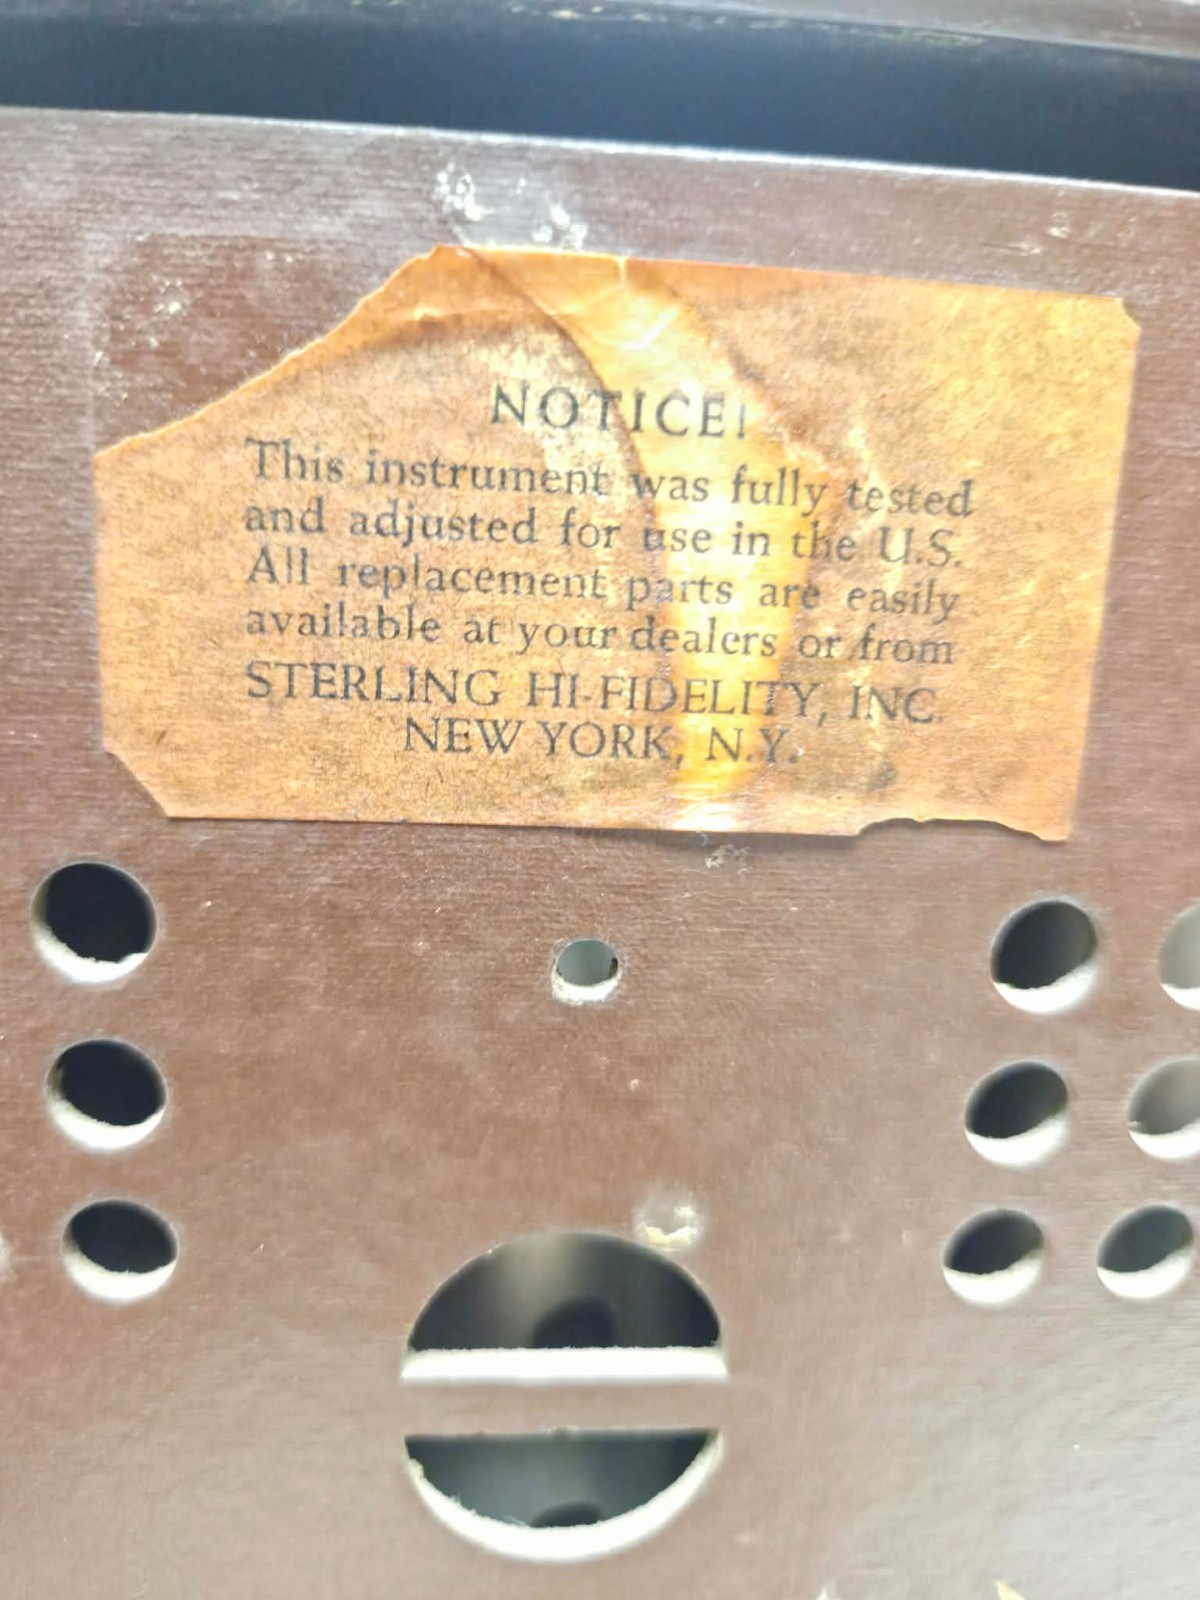 NOTICE!
This instrument was fully tested
and adjusted for use in the U.S.
All replacement parts are easily
available at your dealers or from
STERLING HI-FIDELITY, INC.
NEW YORK, N.Y.